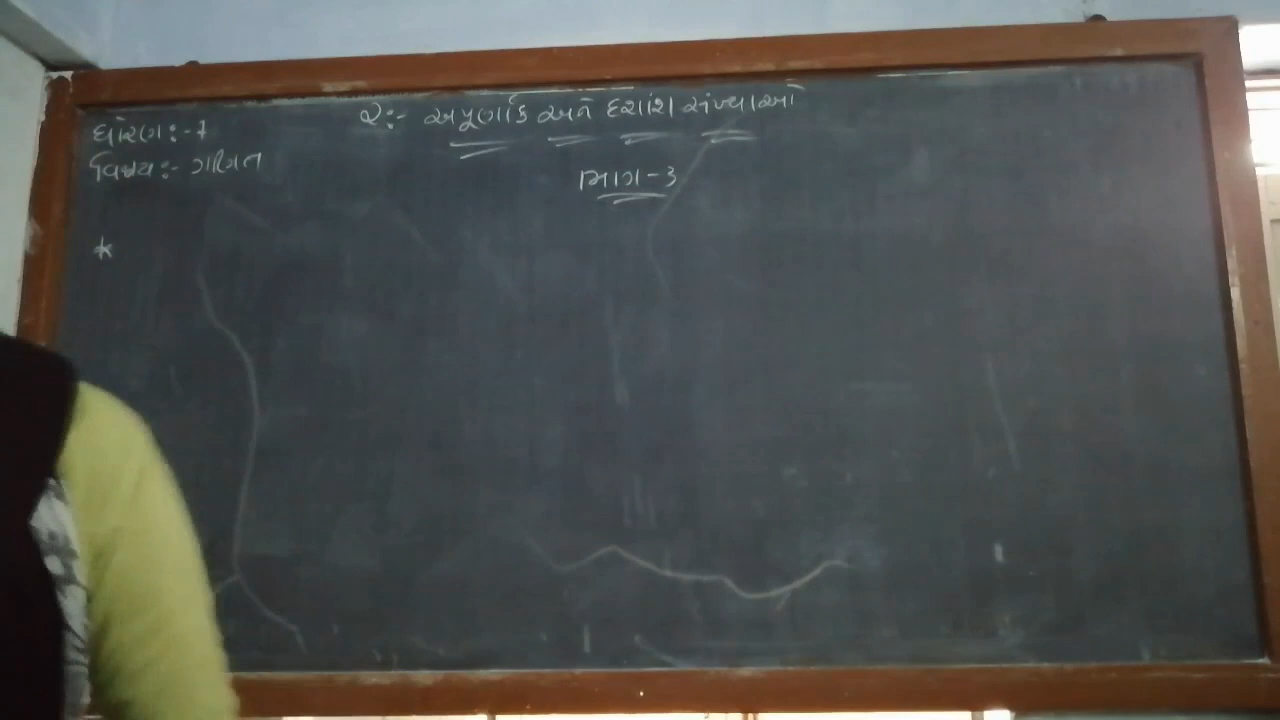 ધોરણ:-7
વિષય:- ગણિત
૨:- અપૂર્ણાંક અને દશાંશ સંખ્યાઓ
ભાગ-3
*